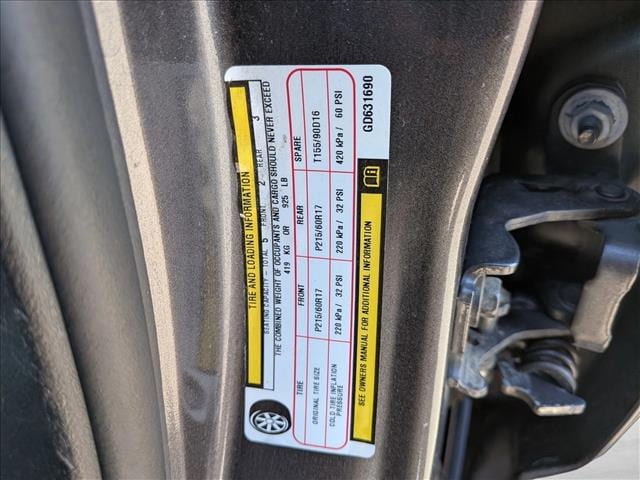 TIRE AND LOADING INFORMATION
SEATING CAPACITY - TOTAL 5 FRONT 2 REAR 3
THE COMBINED WEIGHT OF OCCUPANTS AND CARGO SHOULD NEVER EXCEED
419 KG OR 925 LB
TIRE FRONT REAR SPARE
ORIGINAL TIRE SIZE P215/60R17 P215/60R17 T155/90D16
COLD TIRE INFLATION
PRESSURE 220 kPa / 32 PSI 220 kPa / 32 PSI 420 kPa / 60 PSI
SEE OWNERS MANUAL FOR ADDITIONAL INFORMATION
GD631690